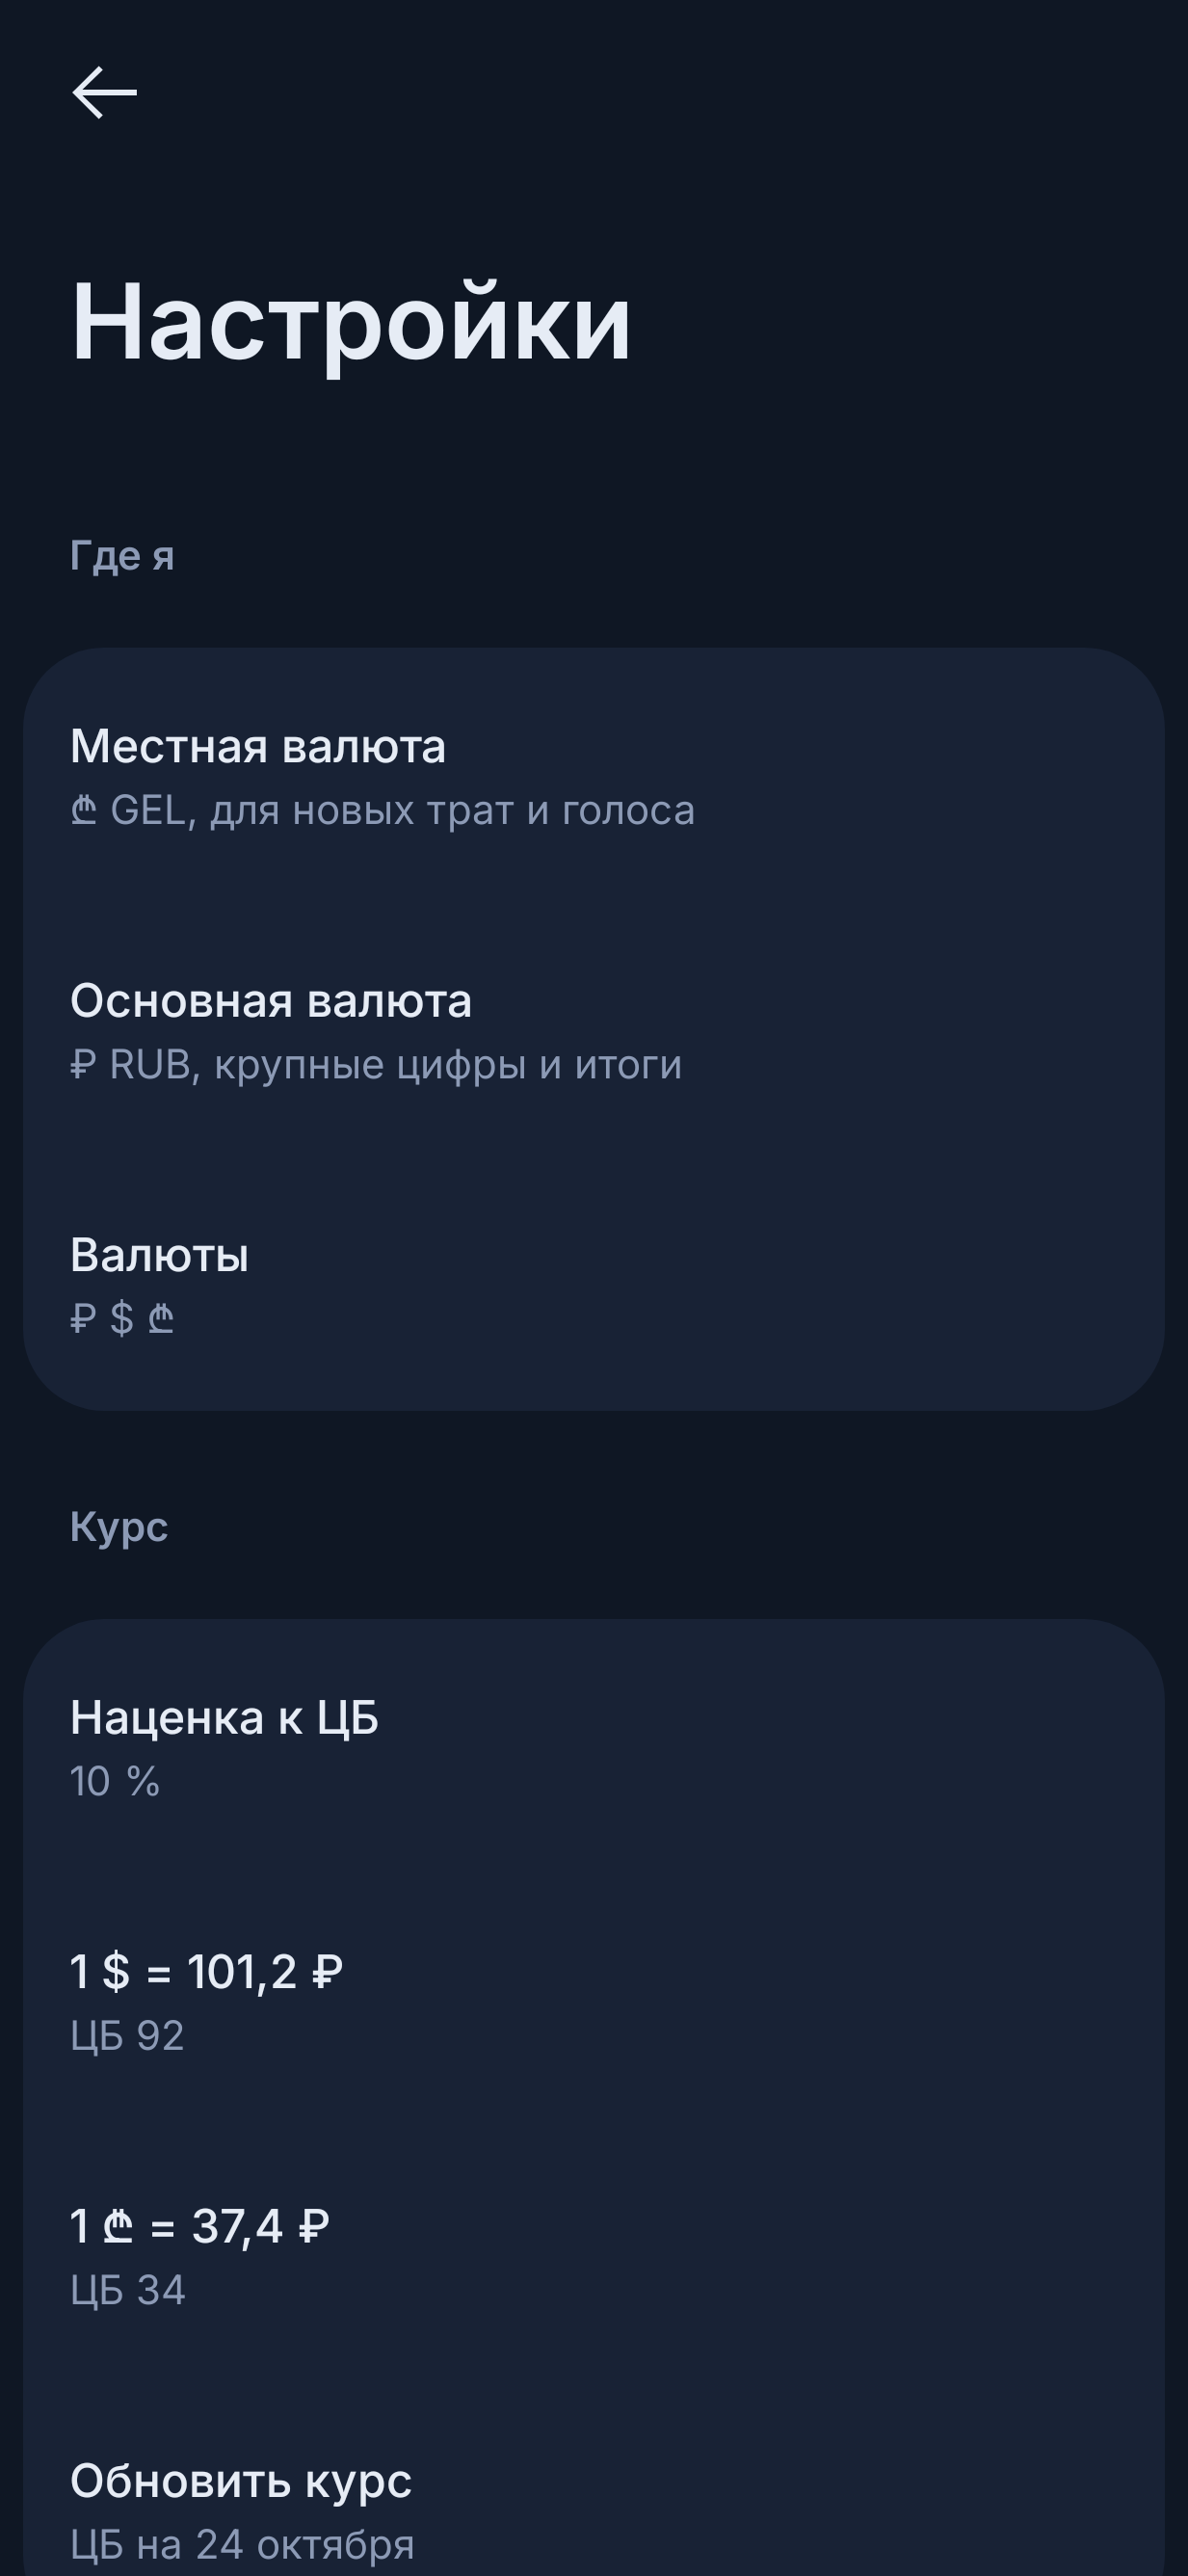 Настройки
Где я
Местная валюта
₾ GEL, для новых трат и голоса
Основная валюта
₽ RUB, крупные цифры и итоги
Валюты
₽ $ ₾
Курс
Наценка к ЦБ
10 %
1 $ = 101,2 ₽
ЦБ 92
1 ₾ = 37,4 ₽
ЦБ 34
Обновить курс
ЦБ на 24 октября